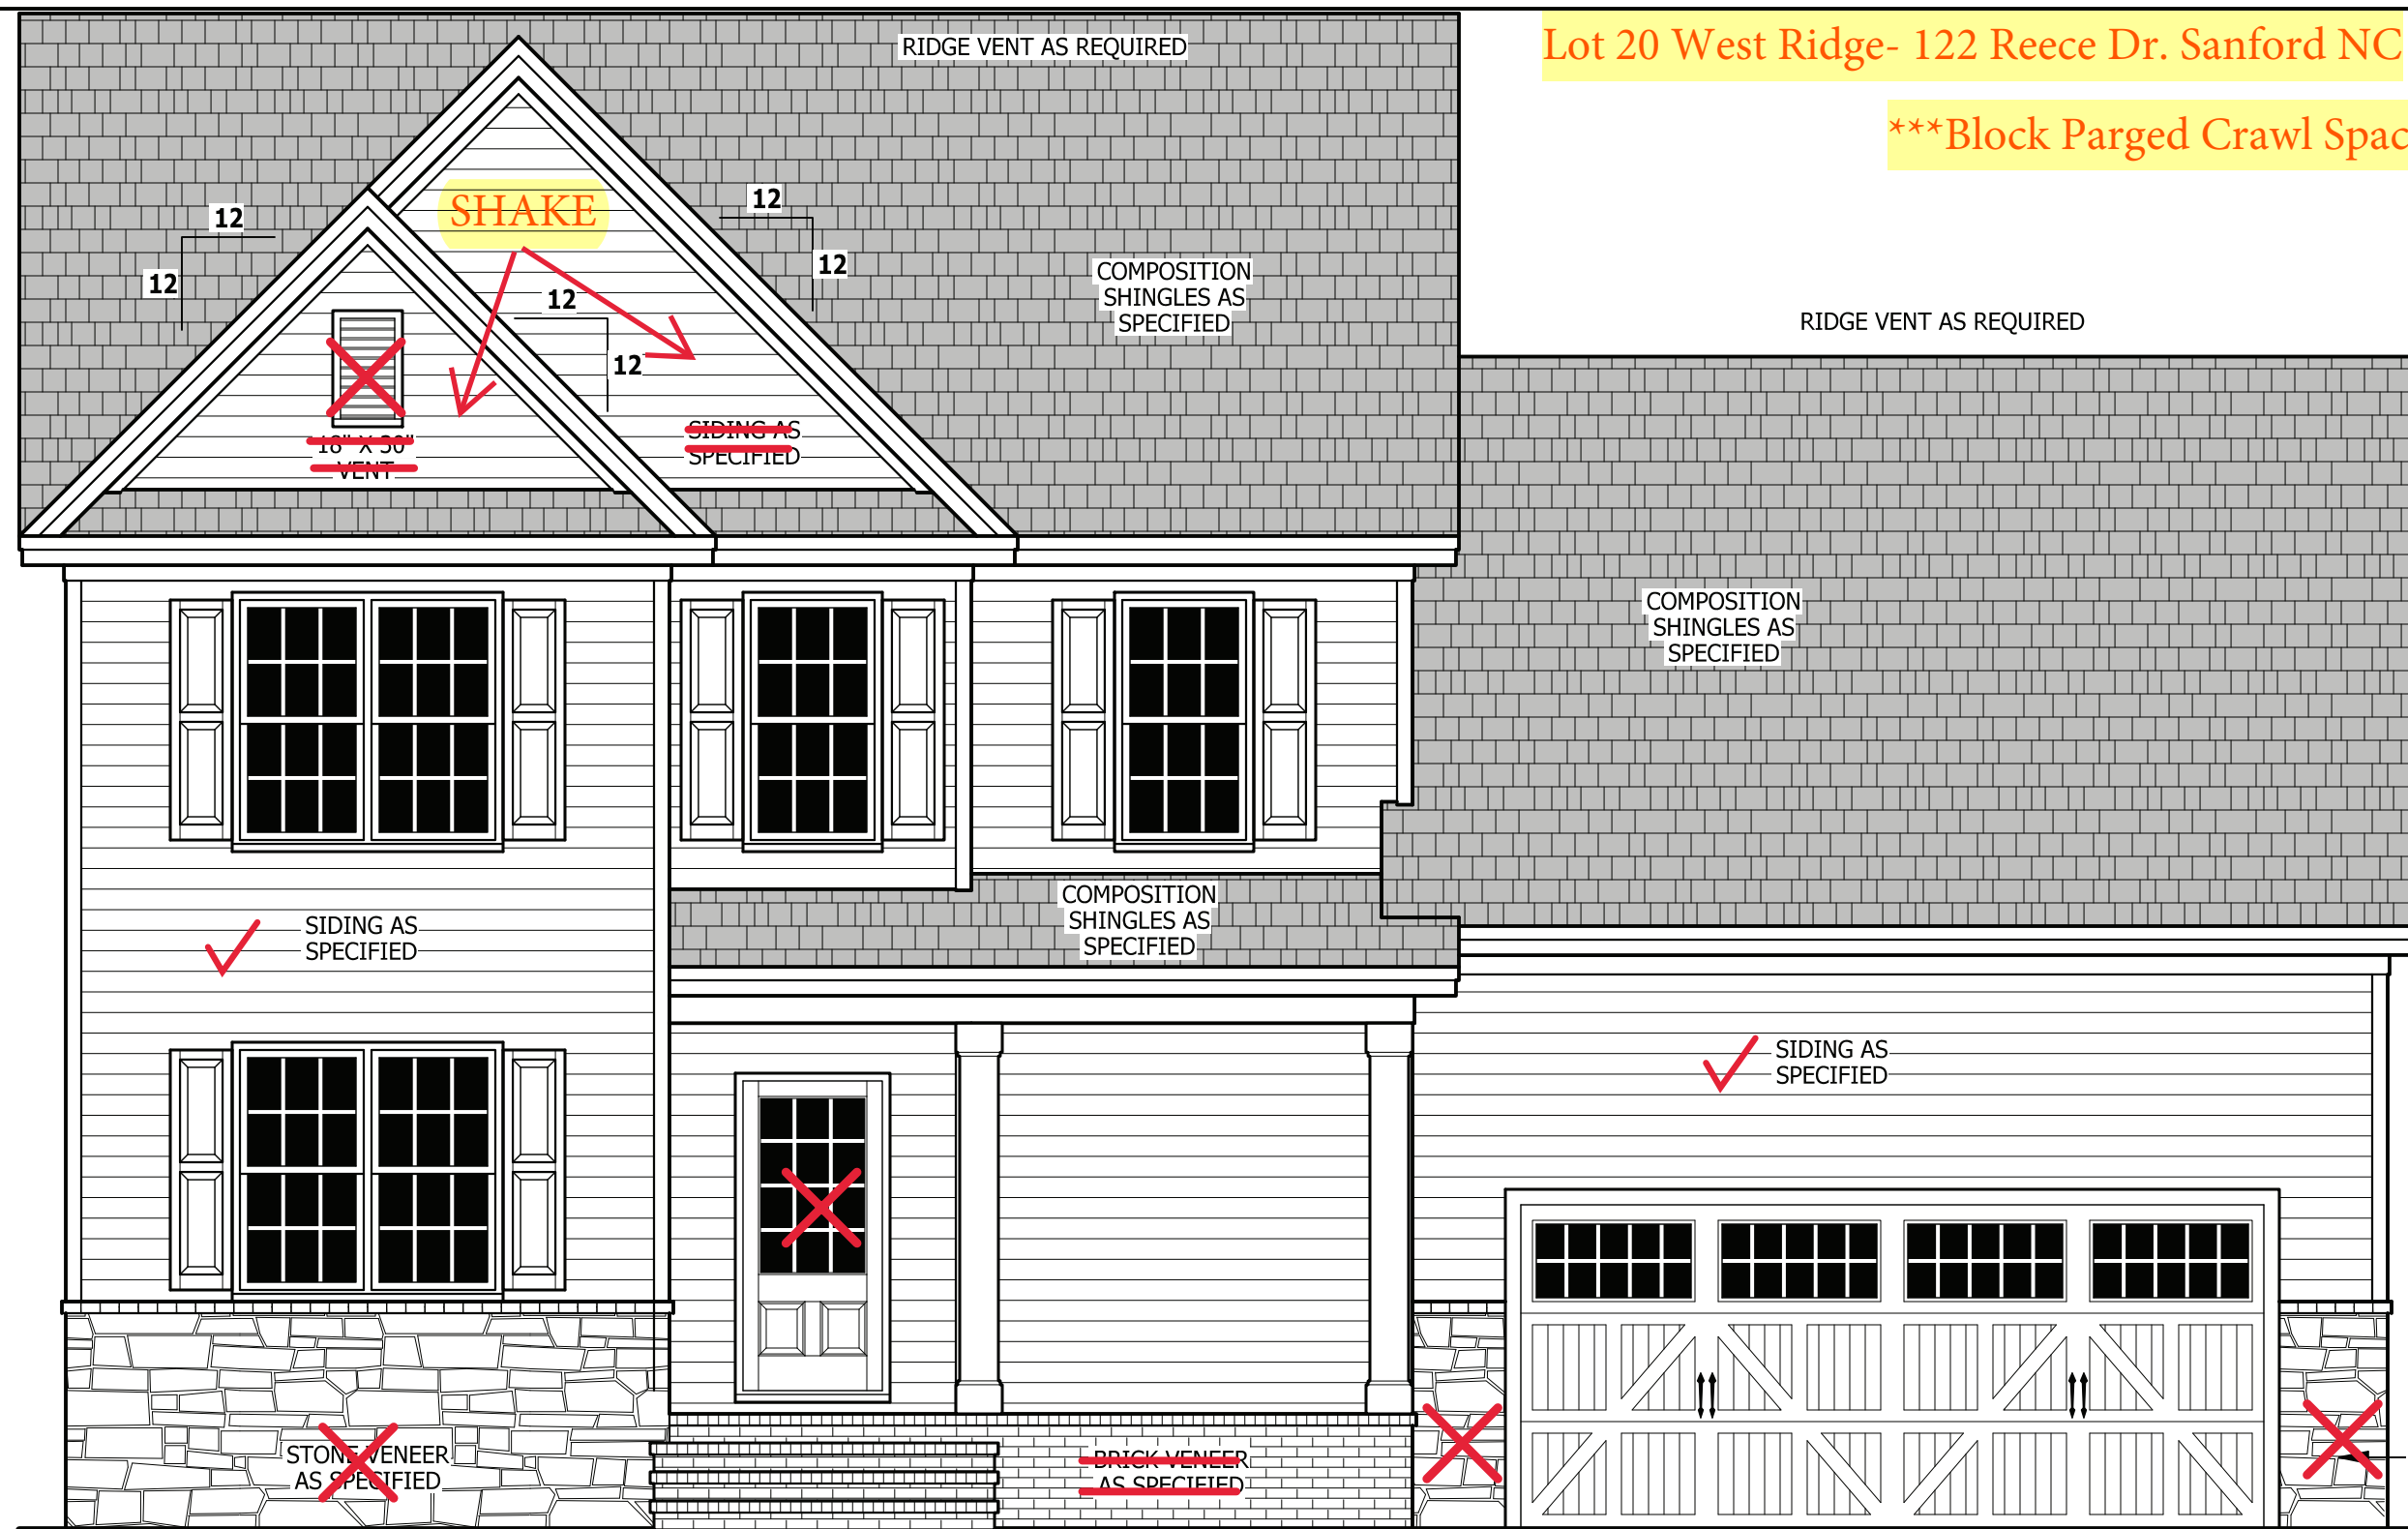 RIDGE VENT AS REQUIRED
Lot 20 West Ridge- 122 Reece Dr. Sanford NC
***Block Parged Crawl Spac
SHAKE
12
12
12
12
12
12
COMPOSITION
SHINGLES AS
SPECIFIED
RIDGE VENT AS REQUIRED
18" X 30"
VENT
SIDING AS
SPECIFIED
COMPOSITION
SHINGLES AS
SPECIFIED
COMPOSITION
SHINGLES AS
SPECIFIED
SIDING AS
SPECIFIED
SIDING AS
SPECIFIED
STONE VENEER
AS SPECIFIED
BRICK VENEER
AS SPECIFIED